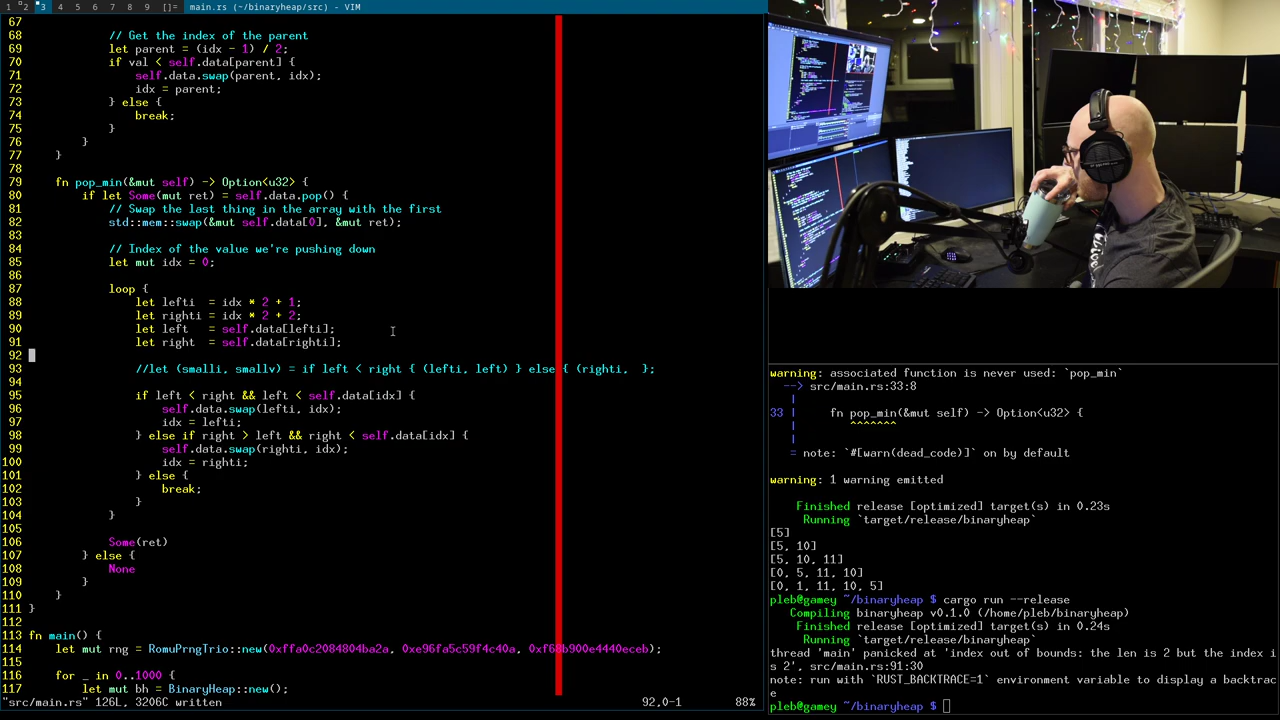 1 2 3 4 5 6 7 8 9 []= main.rs (~/binaryheap/src) - VIM
67
68 // Get the index of the parent
69 let parent = (idx - 1) / 2;
70 if val < self.data[parent] {
71 self.data.swap(parent, idx);
72 idx = parent;
73 } else {
74 break;
75 }
76 }
77 }
78
79 fn pop_min(&mut self) -> Option<u32> {
80 if let Some(mut ret) = self.data.pop() {
81 // Swap the last thing in the array with the first
82 std::mem::swap(&mut self.data[0], &mut ret);
83
84 // Index of the value we're pushing down
85 let mut idx = 0;
86
87 loop {
88 let lefti = idx * 2 + 1;
89 let righti = idx * 2 + 2;
90 let left = self.data[lefti];
91 let right = self.data[righti];
92
93 //let (smalli, smallv) = if left < right { (lefti, left) } else { (righti, };
94
95 if left < right && left < self.data[idx] {
96 self.data.swap(lefti, idx);
97 idx = lefti;
98 } else if right > left && right < self.data[idx] {
99 self.data.swap(righti, idx);
100 idx = righti;
101 } else {
102 break;
103 }
104 }
105
106 Some(ret)
107 } else {
108 None
109 }
110 }
111 }
112
113 fn main() {
114 let mut rng = RomuPrngTrio::new(0xffa0c2084804ba2a, 0xe96fa5c59f4c40a, 0xf68b900e4440eceb);
115
116 for _ in 0..1000 {
117 let mut bh = BinaryHeap::new();
"src/main.rs" 126L, 3206C written 92,0-1 88%
warning: associated function is never used: `pop_min`
--> src/main.rs:33:8
|
33 | fn pop_min(&mut self) -> Option<u32> {
| ^^^^^^^
|
= note: `#[warn(dead_code)]` on by default
warning: 1 warning emitted
Finished release [optimized] target(s) in 0.23s
Running `target/release/binaryheap`
[5]
[5, 10]
[5, 10, 11]
[0, 5, 11, 10]
[0, 1, 11, 10, 5]
pleb@gamey ~/binaryheap $ cargo run --release
Compiling binaryheap v0.1.0 (/home/pleb/binaryheap)
Finished release [optimized] target(s) in 0.24s
Running `target/release/binaryheap`
thread 'main' panicked at 'index out of bounds: the len is 2 but the index i
s 2', src/main.rs:91:30
note: run with `RUST_BACKTRACE=1` environment variable to display a backtrac
e
pleb@gamey ~/binaryheap $